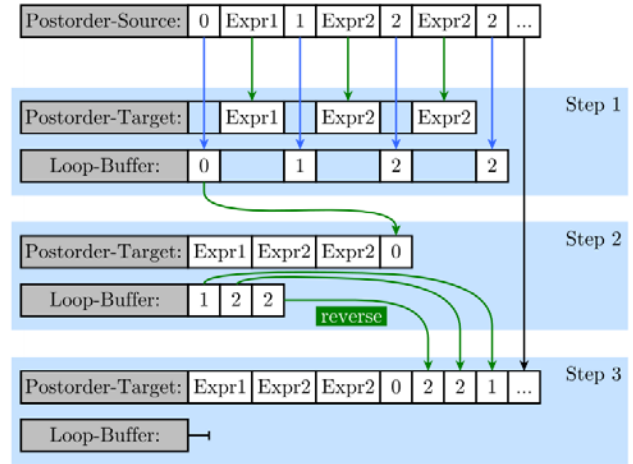 Postorder-Source: 0 Expr1 1 Expr2 2 Expr2 2 ...
Step 1
Postorder-Target: Expr1 Expr2 Expr2
Loop-Buffer: 0 1 2 2
Step 2
Postorder-Target: Expr1 Expr2 Expr2 0
Loop-Buffer: 1 2 2
reverse
Step 3
Postorder-Target: Expr1 Expr2 Expr2 0 2 2 1 ...
Loop-Buffer: